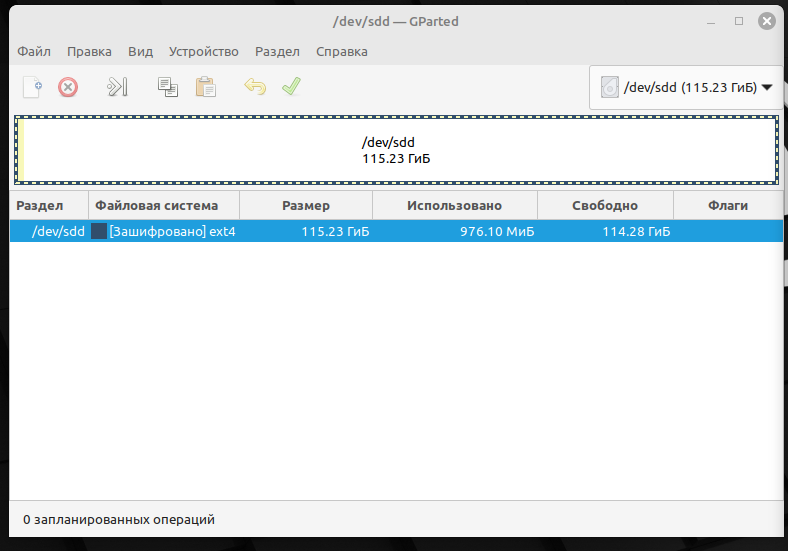 /dev/sdd — GParted
Файл Правка Вид Устройство Раздел Справка
/dev/sdd (115.23 ГиБ)
/dev/sdd
115.23 ГиБ
Раздел Файловая система Размер Использовано Свободно Флаги
/dev/sdd [Зашифровано] ext4 115.23 ГиБ 976.10 МиБ 114.28 ГиБ
0 запланированных операций